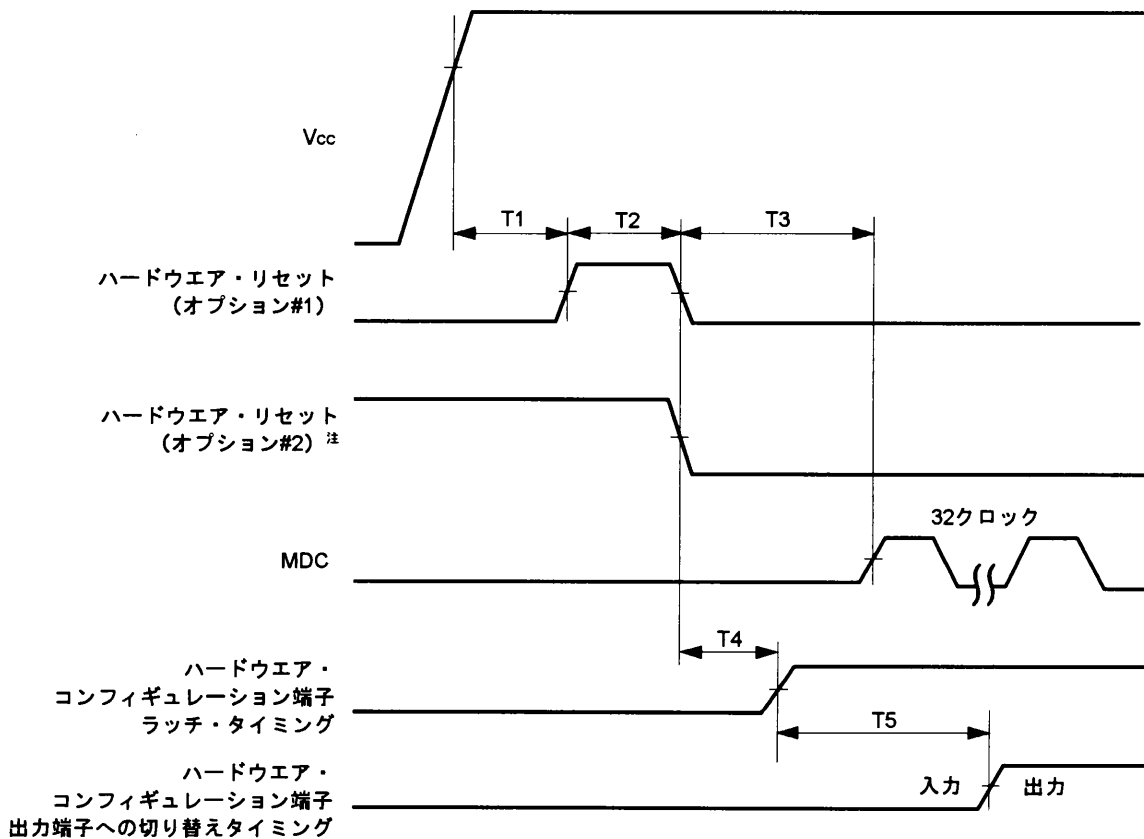 Vcc
T1
T2
T3
ハードウエア・リセット
(オプション#1)
ハードウエア・リセット
(オプション#2) 注
32クロック
MDC
T4
ハードウエア・
コンフィギュレーション端子
ラッチ・タイミング
T5
ハードウエア・
コンフィギュレーション端子
出力端子への切り替えタイミング
入力
出力